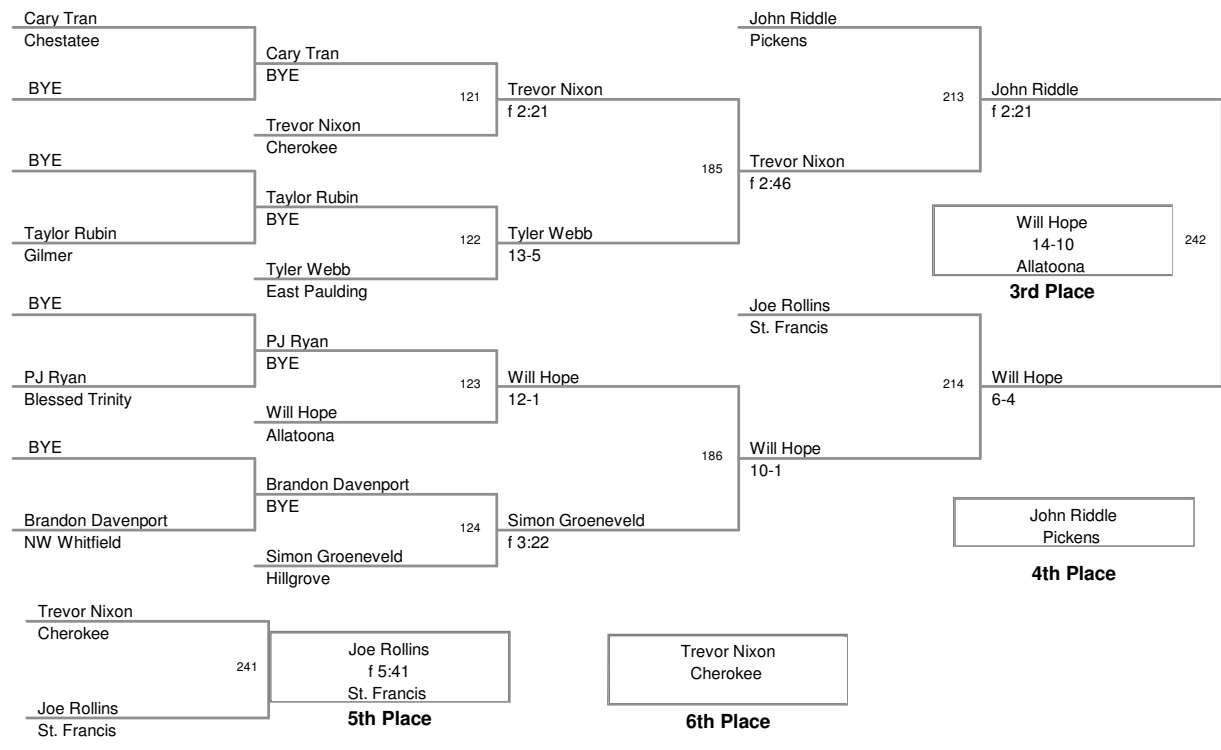 Cary Tran
Chestatee
BYE
BYE
Taylor Rubin
Gilmer
BYE
PJ Ryan
Blessed Trinity
BYE
Brandon Davenport
NW Whitfield
Cary Tran
BYE
121
Trevor Nixon
Cherokee
Taylor Rubin
BYE
122
Tyler Webb
East Paulding
PJ Ryan
BYE
123
Will Hope
Allatoona
Brandon Davenport
BYE
124
Simon Groeneveld
Hillgrove
Trevor Nixon
f 2:21
185
Tyler Webb
13-5
Will Hope
12-1
186
Simon Groeneveld
f 3:22
John Riddle
Pickens
213
Trevor Nixon
f 2:46
Joe Rollins
St. Francis
214
Will Hope
10-1
John Riddle
f 2:21
242
Will Hope
6-4
Will Hope
14-10
Allatoona
3rd Place
John Riddle
Pickens
4th Place
Trevor Nixon
Cherokee
241
Joe Rollins
St. Francis
Joe Rollins
f 5:41
St. Francis
5th Place
Trevor Nixon
Cherokee
6th Place